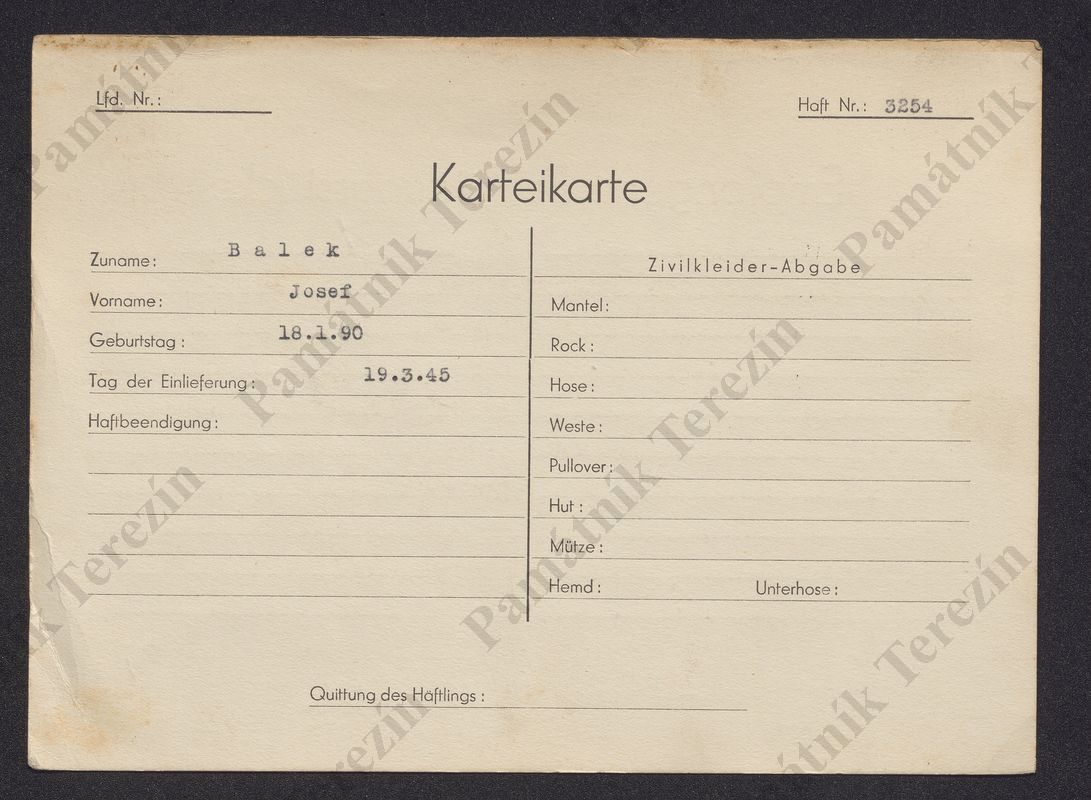 Lfd. Nr.:
Haft Nr.: 3254
Karteikarte
Zuname: Balek
Vorname: Josef
Geburtstag: 18.1.90
Tag der Einlieferung: 19.3.45
Haftbeendigung:
Zivilkleider-Abgabe
Mantel:
Rock:
Hose:
Weste:
Pullover:
Hut:
Mütze:
Hemd: Unterhose:
Quittung des Häftlings:
Památník Terezín